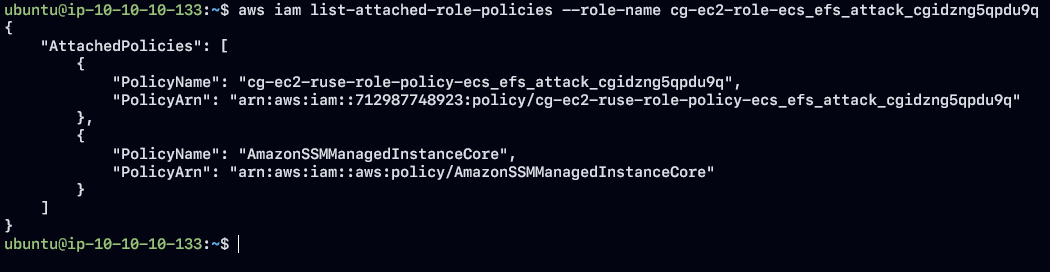 ubuntu@ip-10-10-10-133:~$ aws iam list-attached-role-policies --role-name cg-ec2-role-ecs_efs_attack_cgidzng5qpdu9q
{
    "AttachedPolicies": [
        {
            "PolicyName": "cg-ec2-ruse-role-policy-ecs_efs_attack_cgidzng5qpdu9q",
            "PolicyArn": "arn:aws:iam::712987748923:policy/cg-ec2-ruse-role-policy-ecs_efs_attack_cgidzng5qpdu9q"
        },
        {
            "PolicyName": "AmazonSSMManagedInstanceCore",
            "PolicyArn": "arn:aws:iam::aws:policy/AmazonSSMManagedInstanceCore"
        }
    ]
}
ubuntu@ip-10-10-10-133:~$